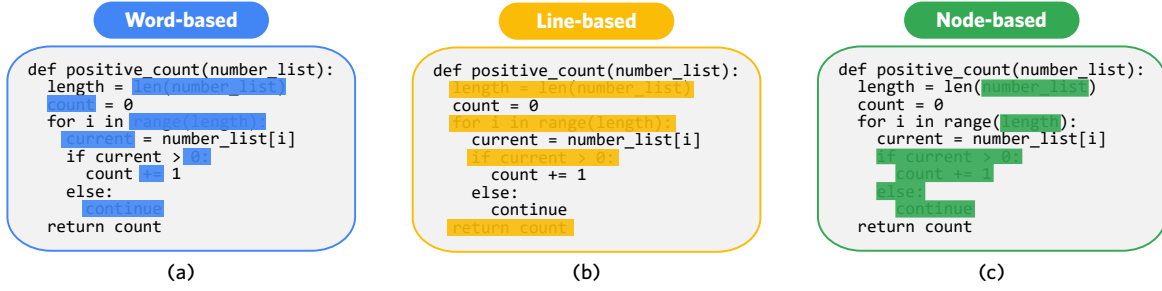 Word-based
def positive_count(number_list):
length = len(number_list)
count = 0
for i in range(length):
current = number_list[i]
if current > 0:
count += 1
else:
continue
return count
(a)
Line-based
def positive_count(number_list):
length = len(number_list)
count = 0
for i in range(length):
current = number_list[i]
if current > 0:
count += 1
else:
continue
return count
(b)
Node-based
def positive_count(number_list):
length = len(number_list)
count = 0
for i in range(length):
current = number_list[i]
if current > 0:
count += 1
else:
continue
return count
(c)